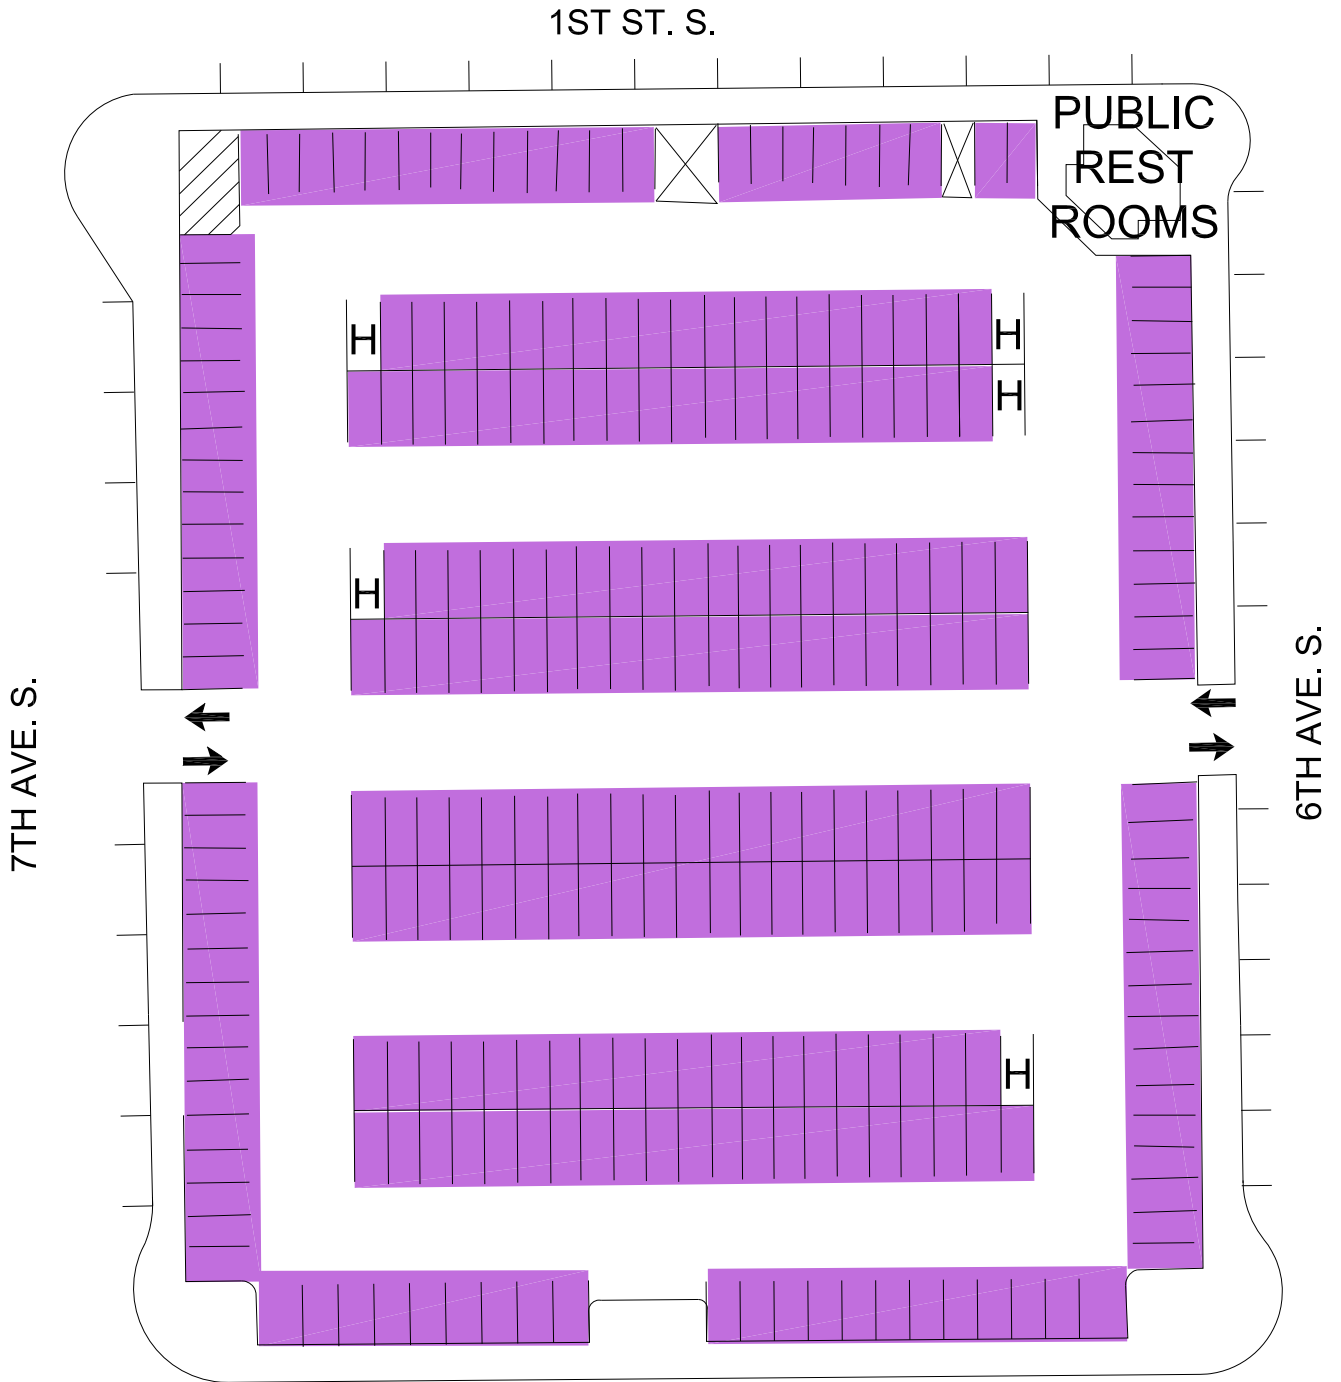 1ST ST. S.
PUBLIC
REST
ROOMS
H
H
H
H
7TH AVE. S.
6TH AVE. S.
H